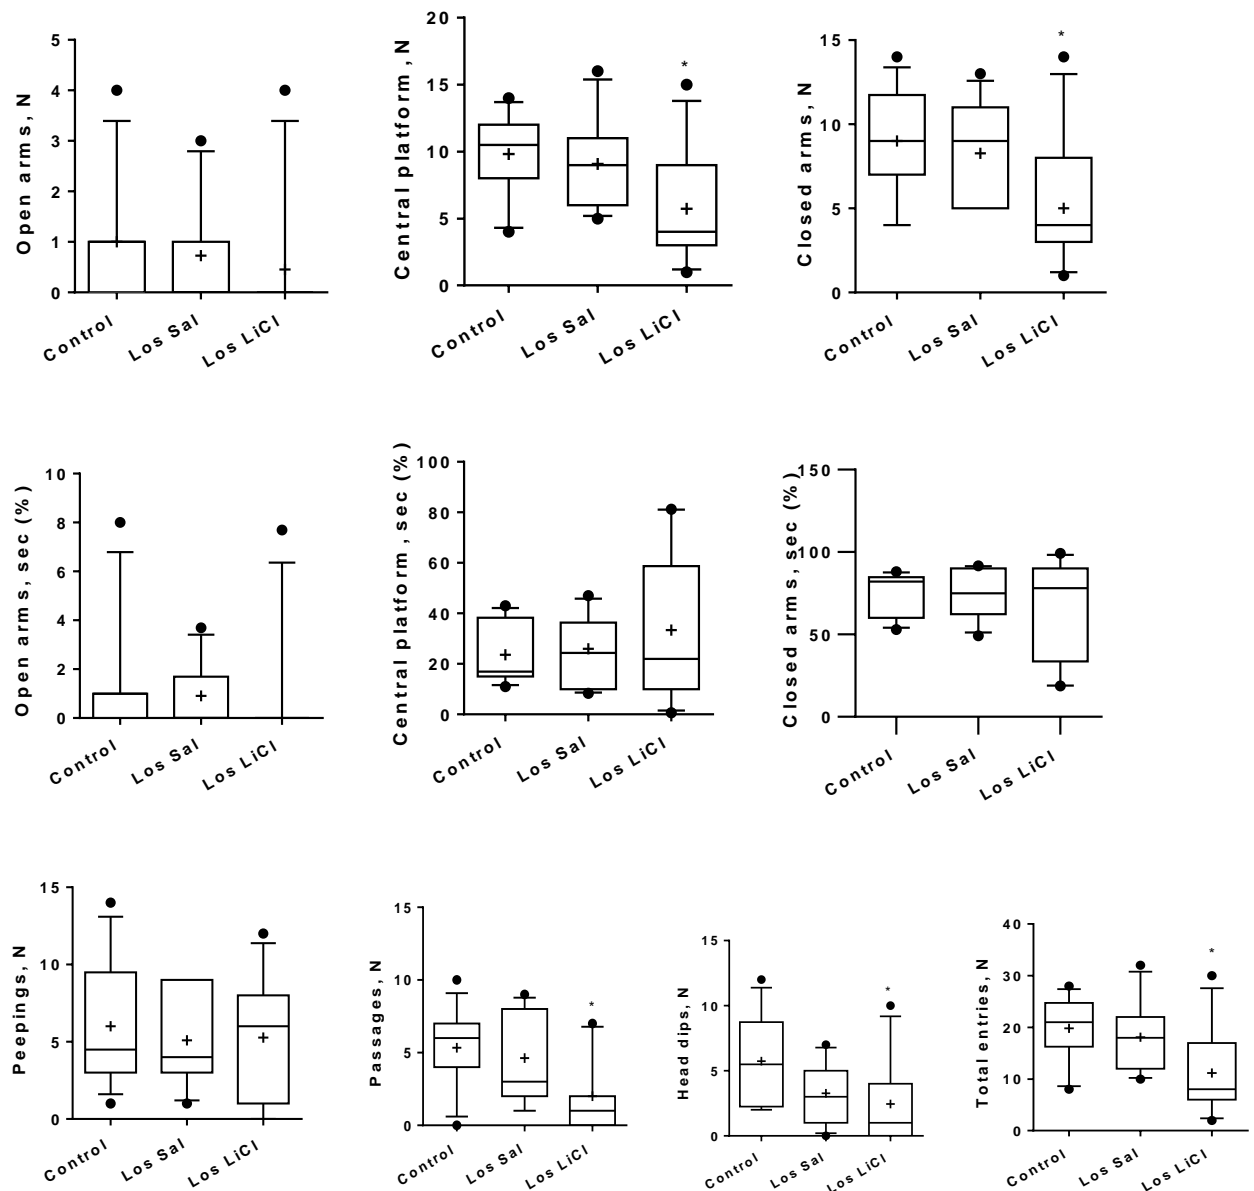 Open arms, N
5
4
3
2
1
0
Control
Los Sal
Los LiCl
Central platform, N
20
15
10
5
0
*
Control
Los Sal
Los LiCl
Closed arms, N
15
10
5
0
*
Control
Los Sal
Los LiCl
Open arms, sec (%)
10
8
6
4
2
0
Control
Los Sal
Los LiCl
Central platform, sec (%)
100
80
60
40
20
0
Control
Los Sal
Los LiCl
Closed arms, sec (%)
150
100
50
0
Control
Los Sal
Los LiCl
Peepings, N
15
10
5
0
Control
Los Sal
Los LiCl
Passages, N
15
10
5
0
*
Control
Los Sal
Los LiCl
Head dips, N
15
10
5
0
*
Control
Los Sal
Los LiCl
Total entries, N
40
30
20
10
0
*
Control
Los Sal
Los LiCl